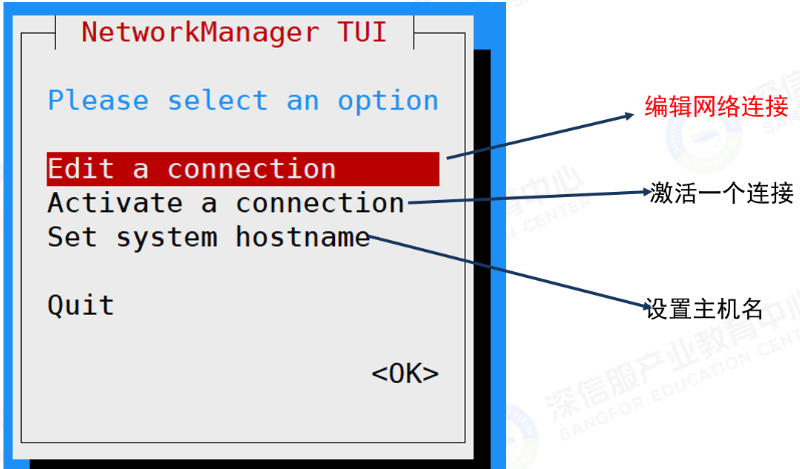 NetworkManager TUI
Please select an option
编辑网络连接
Edit a connection
Activate a connection
激活一个连接
Set system hostname
设置主机名
Quit
<OK>
深信服产业教育中心
SANGFOR EDUCATION CENTER